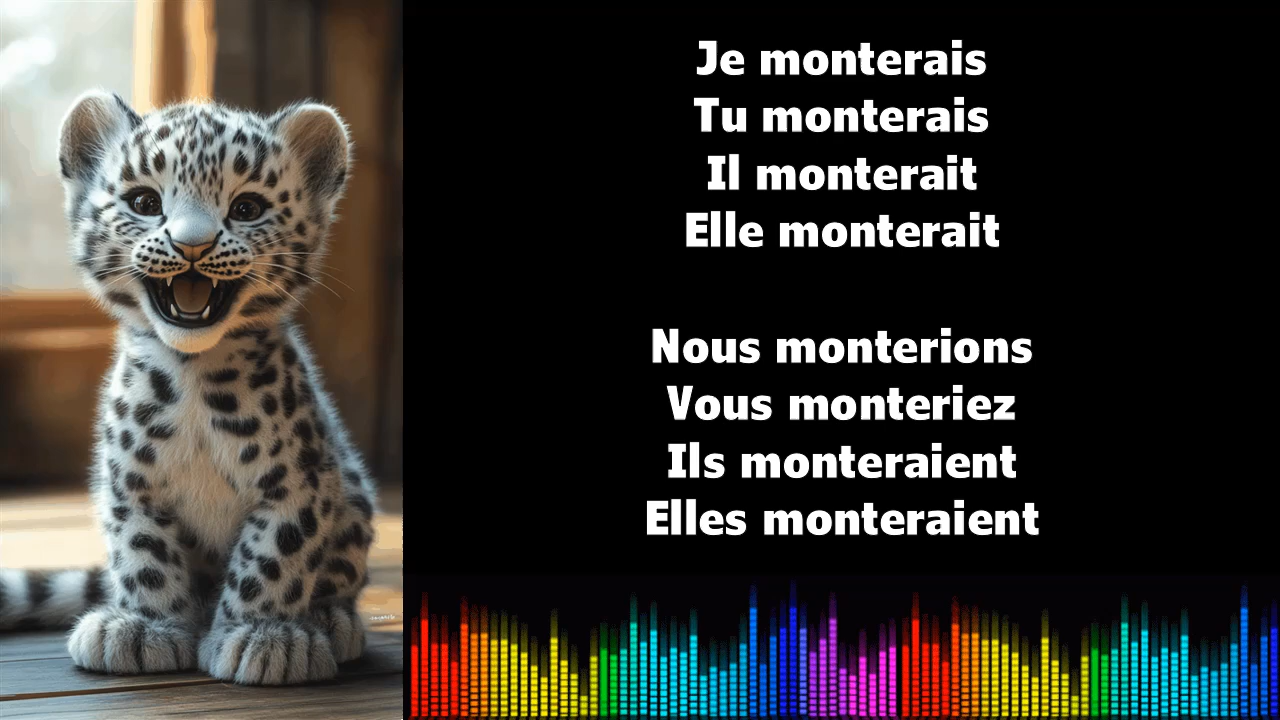 Je monterais
Tu monterais
Il monterait
Elle monterait
Nous monterions
Vous monteriez
Ils monteraient
Elles monteraient